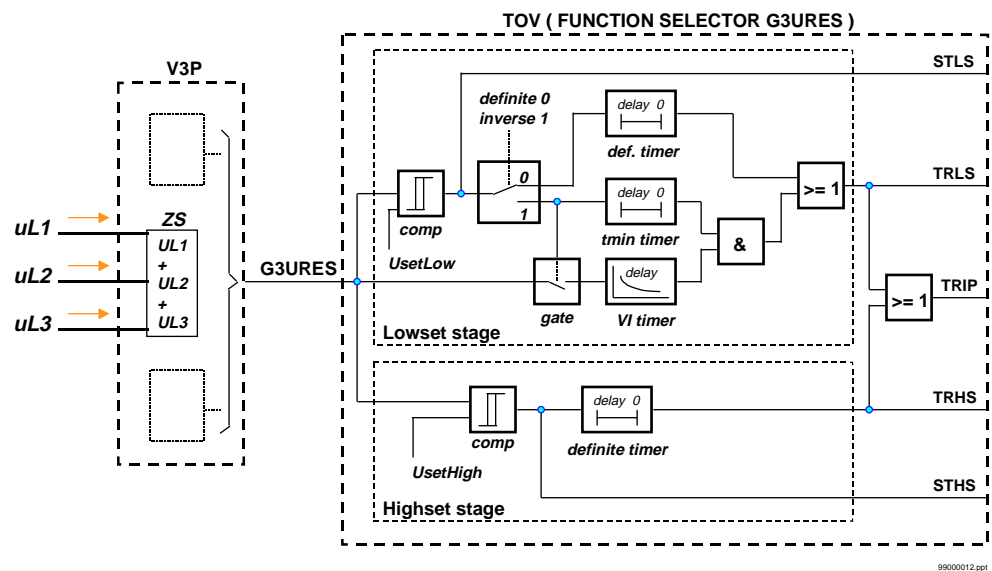 TOV ( FUNCTION SELECTOR G3URES )
V3P
STLS
definite 0
inverse 1
delay 0
def. timer
0
1
>= 1
TRLS
comp
UsetLow
delay 0
tmin timer
&
uL1
ZS
UL1
+
UL2
+
UL3
uL2
uL3
G3URES
gate
delay
VI timer
>= 1
TRIP
Lowset stage
comp
UsetHigh
delay 0
definite timer
TRHS
STHS
Highset stage
99000012.ppt